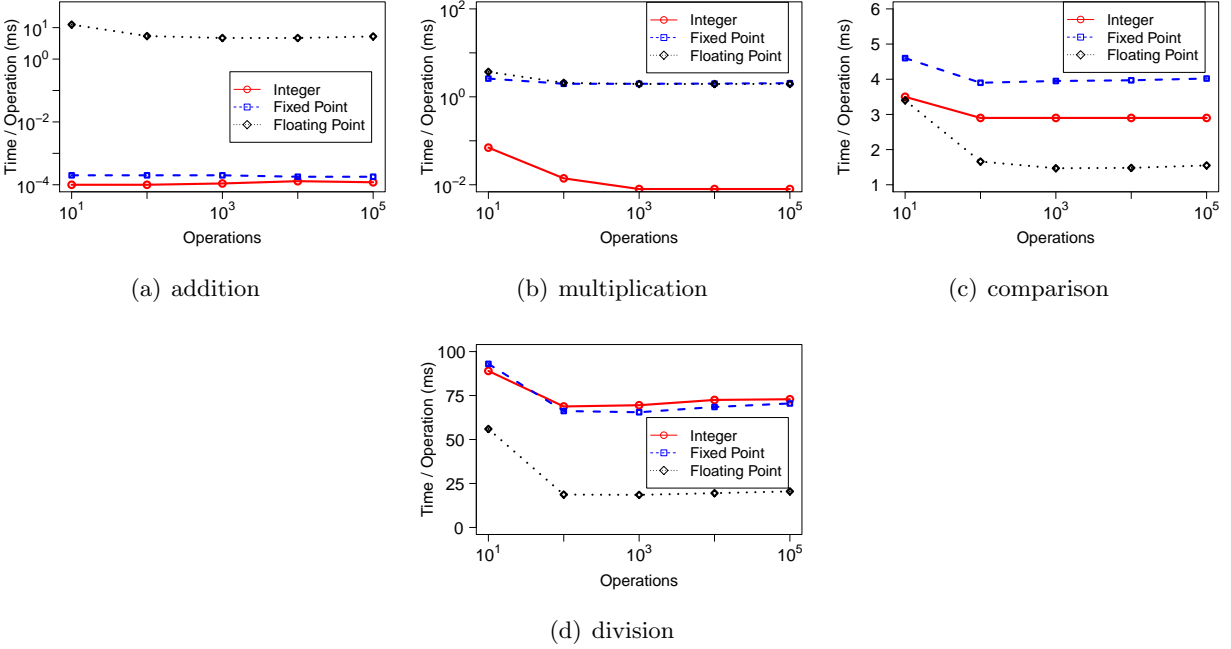 Time / Operation (ms)
10^1
10^0
10^-2
10^-4
Integer
Fixed Point
Floating Point
10^1
10^3
10^5
Operations
(a) addition
Time / Operation (ms)
10^2
10^0
10^-2
Integer
Fixed Point
Floating Point
10^1
10^3
10^5
Operations
(b) multiplication
Time / Operation (ms)
6
5
4
3
2
1
Integer
Fixed Point
Floating Point
10^1
10^3
10^5
Operations
(c) comparison
Time / Operation (ms)
100
75
50
25
0
Integer
Fixed Point
Floating Point
10^1
10^3
10^5
Operations
(d) division